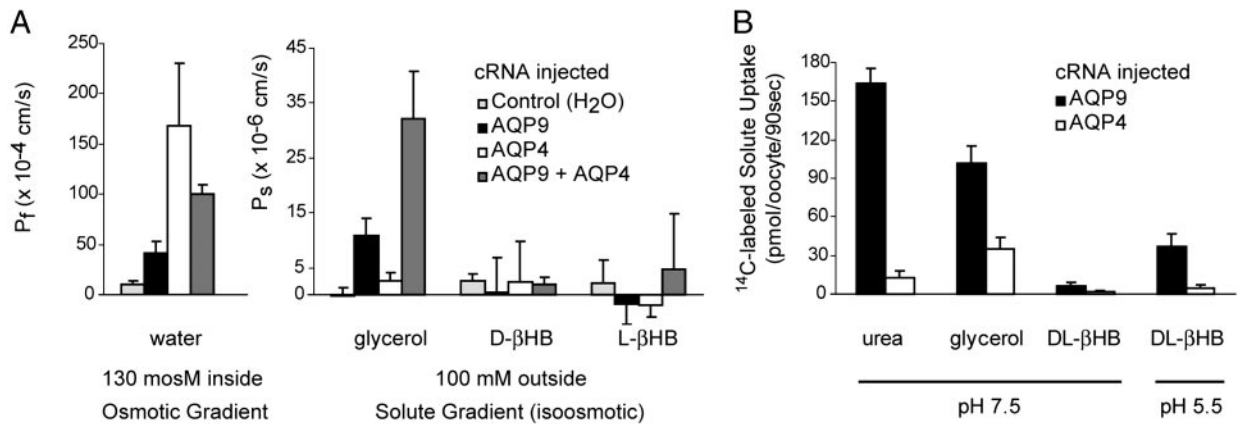 A
P_f (x 10^-4 cm/s)
250
200
150
100
50
0
water
130 mosM inside
Osmotic Gradient
P_s (x 10^-6 cm/s)
45
35
25
15
5
0
cRNA injected
Control (H₂O)
AQP9
AQP4
AQP9 + AQP4
glycerol D-βHB L-βHB
100 mM outside
Solute Gradient (isoosmotic)
B
¹⁴C-labeled Solute Uptake
(pmol/oocyte/90sec)
180
150
120
90
60
30
0
cRNA injected
AQP9
AQP4
urea glycerol DL-βHB DL-βHB
pH 7.5 pH 5.5